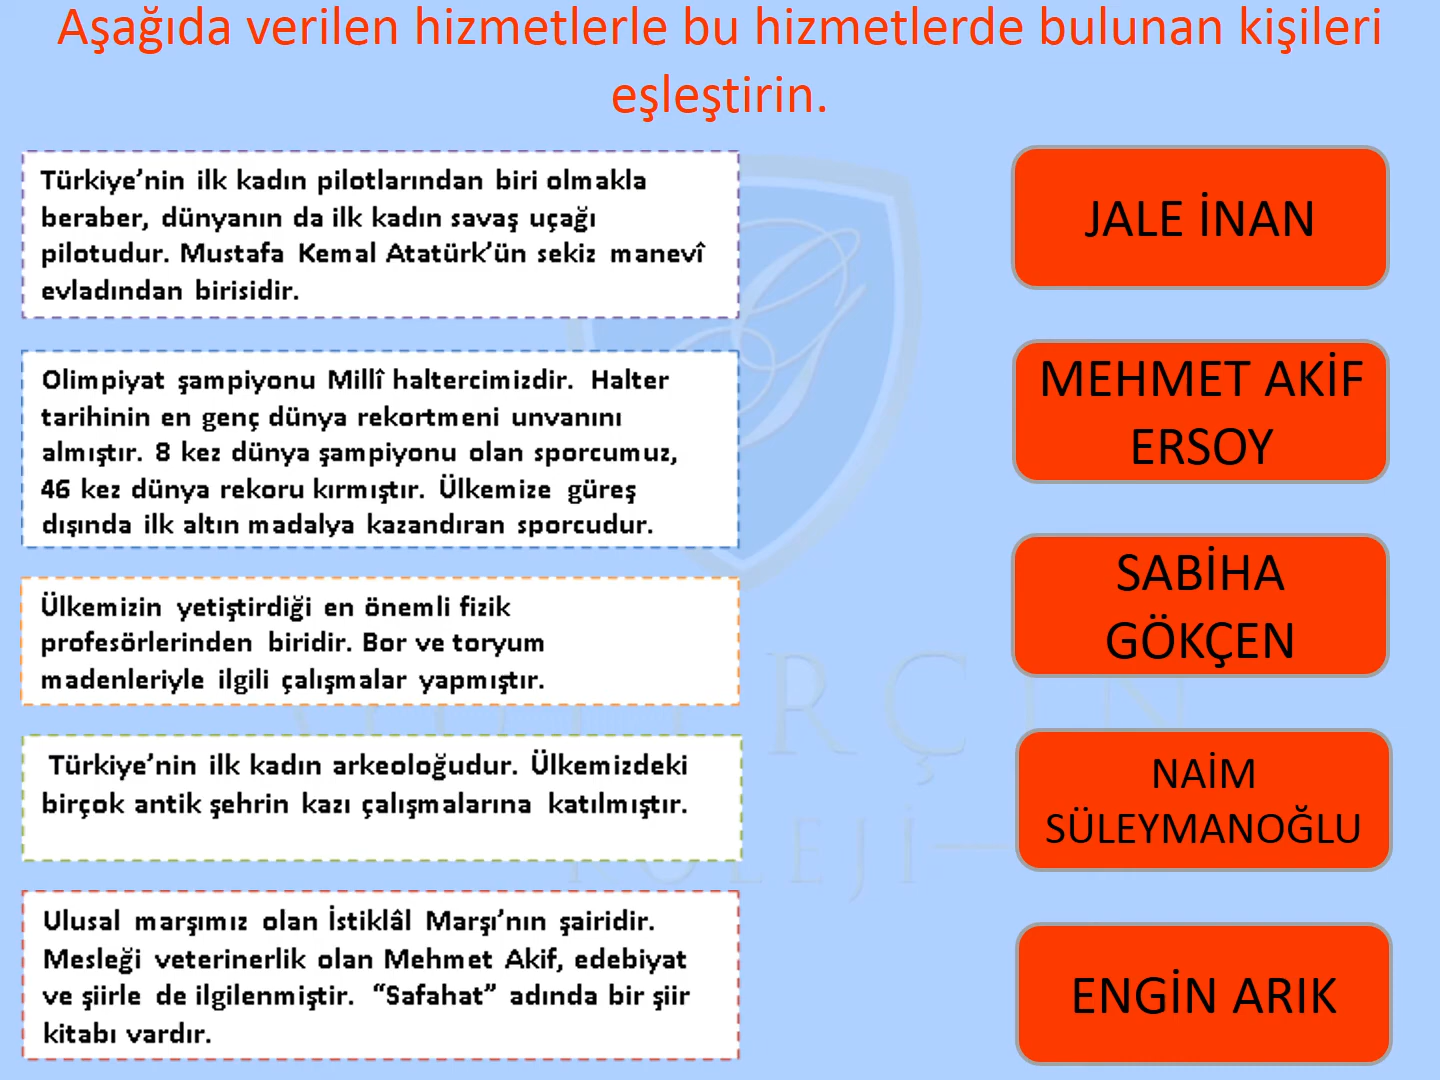 Aşağıda verilen hizmetlerle bu hizmetlerde bulunan kişileri
eşleştirin.
Türkiye’nin ilk kadın pilotlarından biri olmakla
beraber, dünyanın da ilk kadın savaş uçağı
pilotudur. Mustafa Kemal Atatürk’ün sekiz manevî
evladından birisidir.
Olimpiyat şampiyonu Millî haltercimizdir. Halter
tarihinin en genç dünya rekortmeni unvanını
almıştır. 8 kez dünya şampiyonu olan sporcumuz,
46 kez dünya rekoru kırmıştır. Ülkemize güreş
dışında ilk altın madalya kazandıran sporcudur.
Ülkemizin yetiştirdiği en önemli fizik
profesörlerinden biridir. Bor ve toryum
madenleriyle ilgili çalışmalar yapmıştır.
Türkiye’nin ilk kadın arkeoloğudur. Ülkemizdeki
birçok antik şehrin kazı çalışmalarına katılmıştır.
Ulusal marşımız olan İstiklâl Marşı’nın şairidir.
Mesleği veterinerlik olan Mehmet Akif, edebiyat
ve şiirle de ilgilenmiştir. “Safahat” adında bir şiir
kitabı vardır.
JALE İNAN
MEHMET AKİF
ERSOY
SABİHA
GÖKÇEN
NAİM
SÜLEYMANOĞLU
ENGİN ARIK